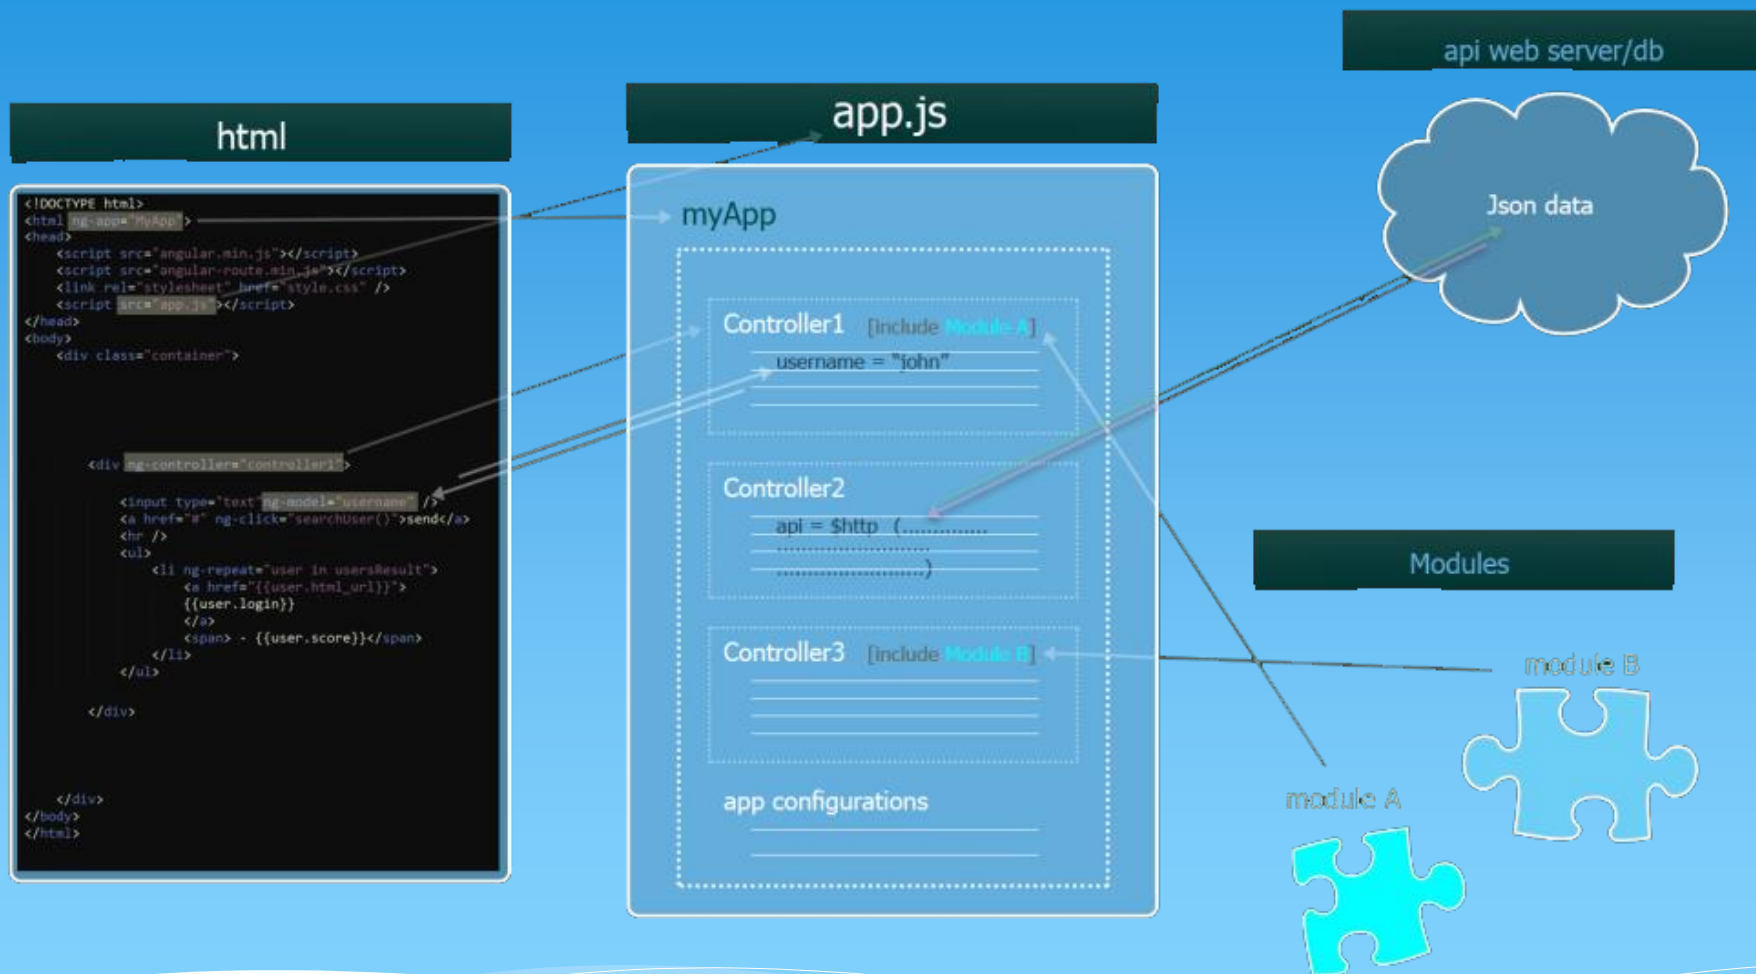 html
<!DOCTYPE html>
<html ng-app="MyApp">
<head>
<script src="angular.min.js"></script>
<script src="angular-route.min.js"></script>
<link rel="stylesheet" href="style.css" />
<script src="app.js"></script>
</head>
<body>
<div class="container">
<div ng-controller="controller1">
<input type="text" ng-model="username" />
<a href="#" ng-click="searchUser()">send</a>
<hr />
<ul>
<li ng-repeat="user in usersResult">
<a href="{{user.html_url}}">
{{user.login}}
</a>
<span> - {{user.score}}</span>
</li>
</ul>
</div>
</div>
</body>
</html>
app.js
myApp
Controller1 [include Module A]
username = "john"
Controller2
api = $http (..............
.........................
........................)
Controller3 [include Module B]
app configurations
api web server/db
Json data
Modules
module B
module A